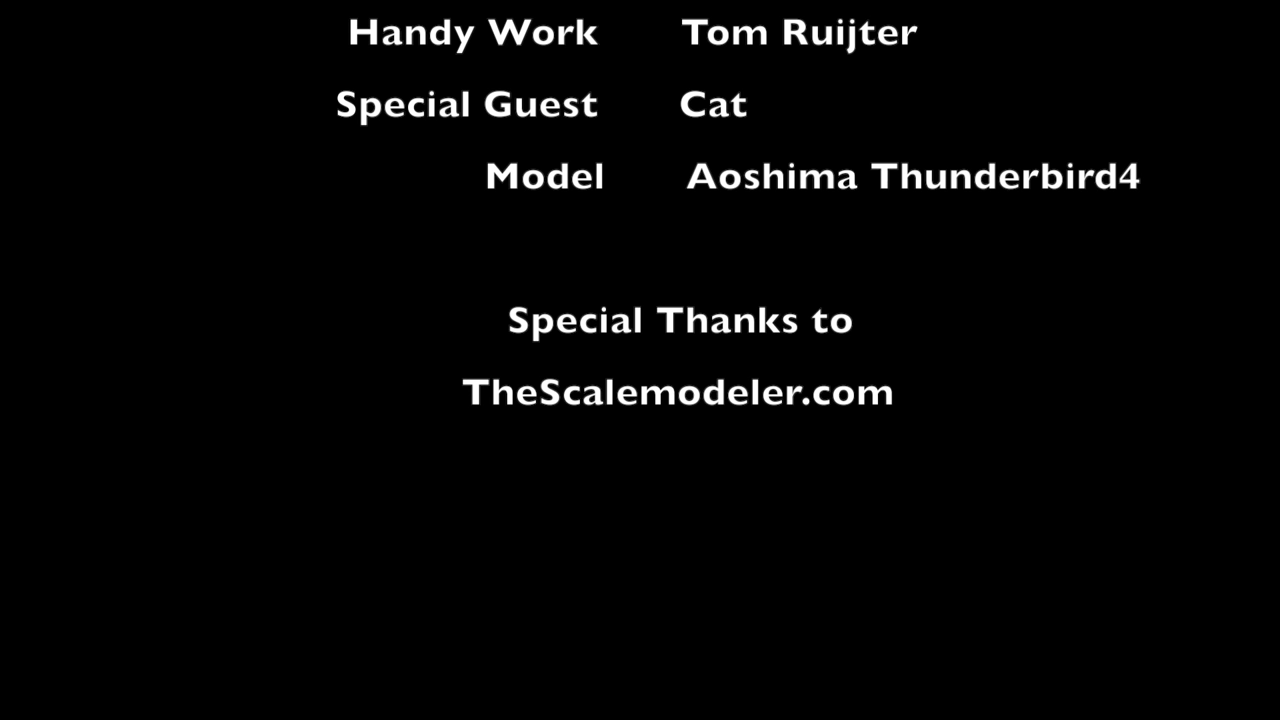 Handy Work Tom Ruijter
Special Guest Cat
Model Aoshima Thunderbird4
Special Thanks to
TheScalemodeler.com